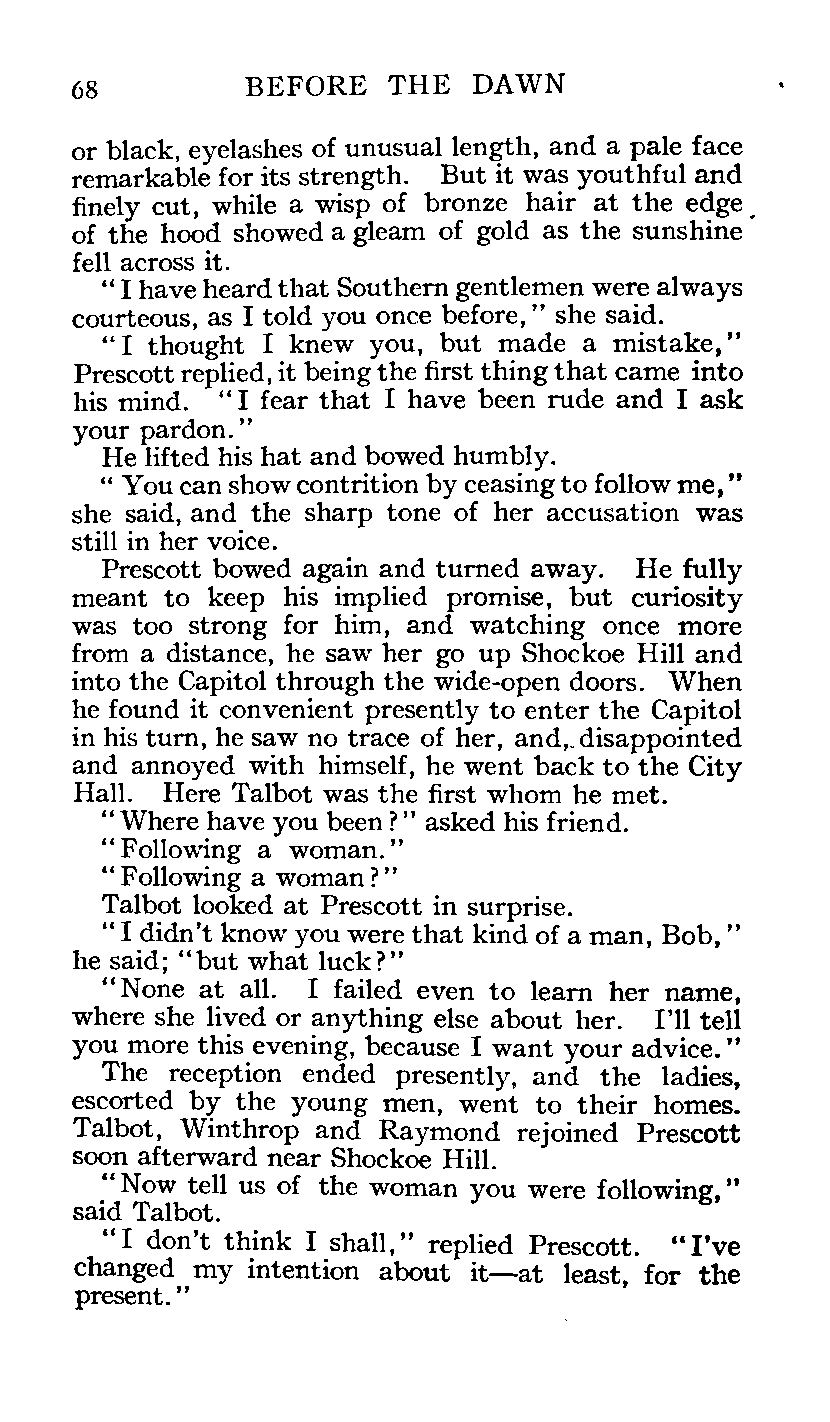 68 BEFORE THE DAWN
or black, eyelashes of unusual length, and a pale face
remarkable for its strength. But it was youthful and
finely cut, while a wisp of bronze hair at the edge
of the hood showed a gleam of gold as the sunshine
fell across it.
"I have heard that Southern gentlemen were always
courteous, as I told you once before," she said.
"I thought I knew you, but made a mistake,"
Prescott replied, it being the first thing that came into
his mind. "I fear that I have been rude and I ask
your pardon."
He lifted his hat and bowed humbly.
"You can show contrition by ceasing to follow me,"
she said, and the sharp tone of her accusation was
still in her voice.
Prescott bowed again and turned away. He fully
meant to keep his implied promise, but curiosity
was too strong for him, and watching once more
from a distance, he saw her go up Shockoe Hill and
into the Capitol through the wide-open doors. When
he found it convenient presently to enter the Capitol
in his turn, he saw no trace of her, and, disappointed
and annoyed with himself, he went back to the City
Hall. Here Talbot was the first whom he met.
"Where have you been?" asked his friend.
"Following a woman."
"Following a woman?"
Talbot looked at Prescott in surprise.
"I didn't know you were that kind of a man, Bob,"
he said; "but what luck?"
"None at all. I failed even to learn her name,
where she lived or anything else about her. I'll tell
you more this evening, because I want your advice."
The reception ended presently, and the ladies,
escorted by the young men, went to their homes.
Talbot, Winthrop and Raymond rejoined Prescott
soon afterward near Shockoe Hill.
"Now tell us of the woman you were following,"
said Talbot.
"I don't think I shall," replied Prescott. "I've
changed my intention about it—at least, for the
present."